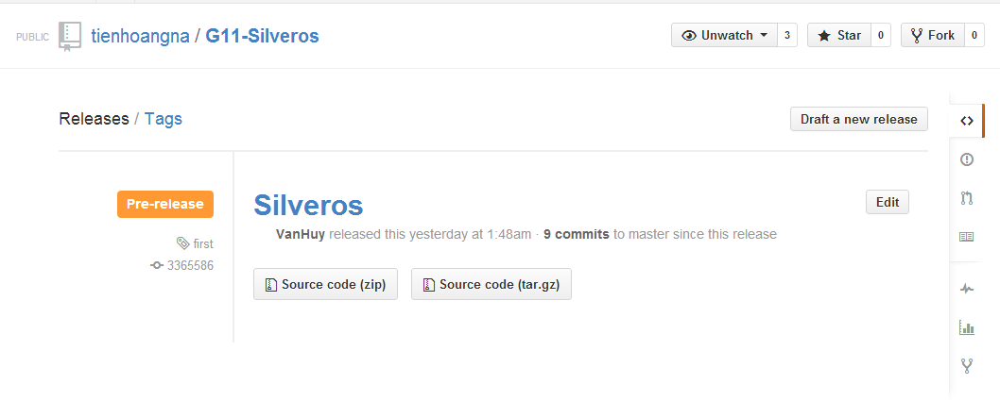 PUBLIC tienhoangna / G11-Silveros Unwatch 3 Star 0 Fork 0
Releases / Tags Draft a new release
Pre-release
first
3365586
Silveros Edit
VanHuy released this yesterday at 1:48am · 9 commits to master since this release
Source code (zip) Source code (tar.gz)